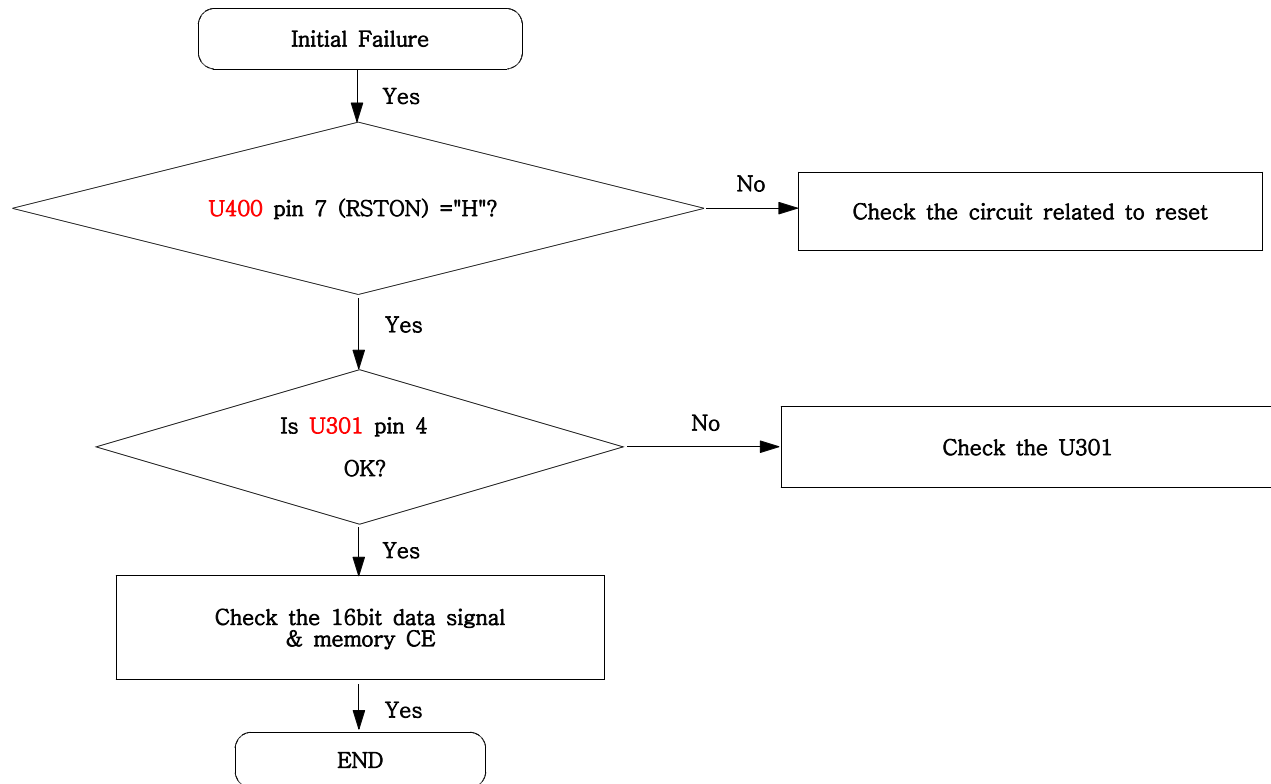 Initial Failure
Yes
U400 pin 7 (RSTON) ="H"?
No
Check the circuit related to reset
Yes
Is U301 pin 4
OK?
No
Check the U301
Yes
Check the 16bit data signal
& memory CE
Yes
END